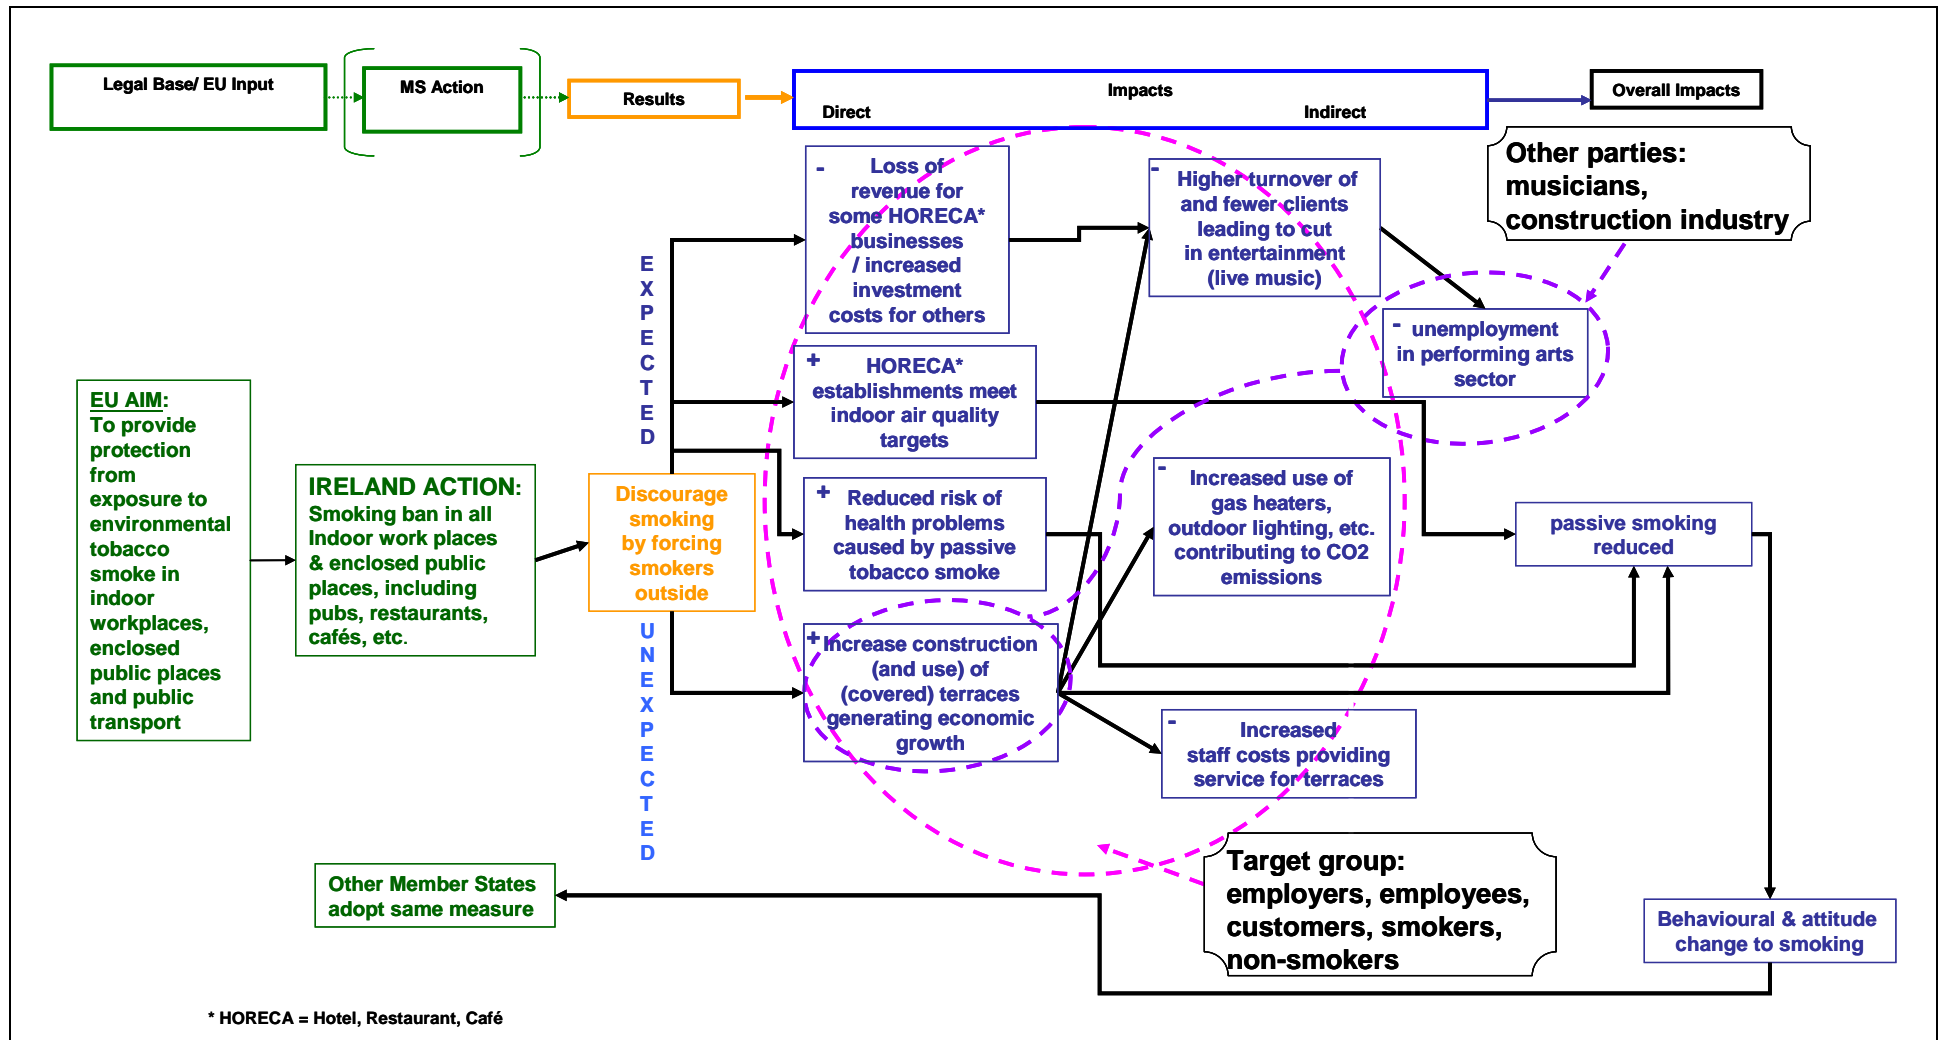 Legal Base/ EU Input
MS Action
Results
Impacts
Direct
Indirect
Overall Impacts
Other parties:
musicians,
construction industry
-
Loss of
revenue for
some HORECA*
businesses
/ increased
investment
costs for others
-
Higher turnover of
and fewer clients
leading to cut
in entertainment
(live music)
- unemployment
in performing arts
sector
EXPECTED
+
HORECA*
establishments meet
indoor air quality
targets
EU AIM:
To provide
protection
from
exposure to
environmental
tobacco
smoke in
indoor
workplaces,
enclosed
public places
and public
transport
IRELAND ACTION:
Smoking ban in all
Indoor work places
& enclosed public
places, including
pubs, restaurants,
cafés, etc.
Discourage
smoking
by forcing
smokers
outside
+
Reduced risk of
health problems
caused by passive
tobacco smoke
-
Increased use of
gas heaters,
outdoor lighting, etc.
contributing to CO2
emissions
passive smoking
reduced
UNEXPECTED
+
Increase construction
(and use) of
(covered) terraces
generating economic
growth
-
Increased
staff costs providing
service for terraces
Target group:
employers, employees,
customers, smokers,
non-smokers
Other Member States
adopt same measure
Behavioural & attitude
change to smoking
* HORECA = Hotel, Restaurant, Café